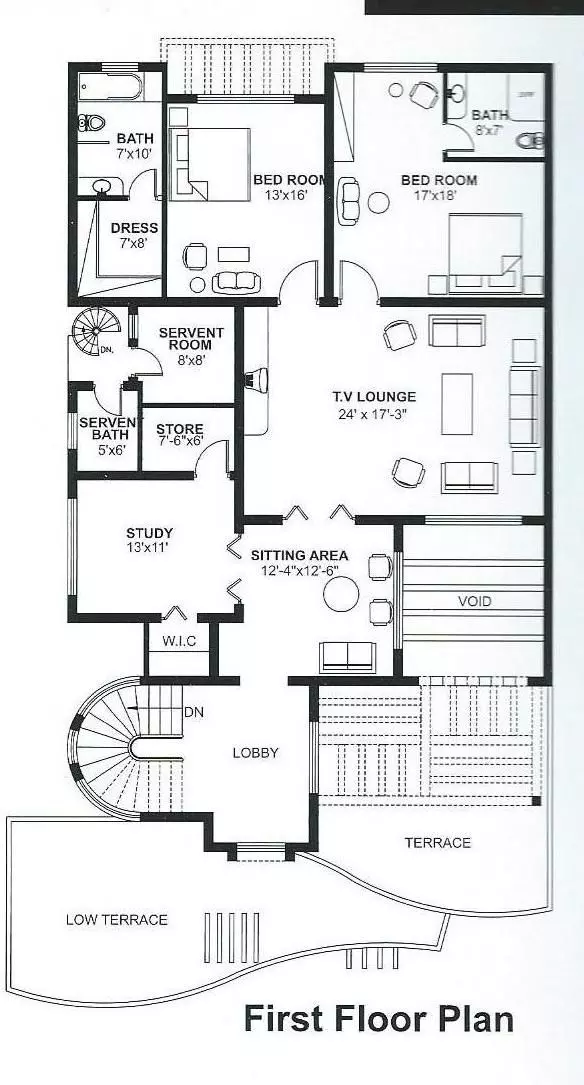 BATH
7'x10'
DRESS
7'x8'
BED ROOM
13'x16'
BED ROOM
17'x18'
BATH
8'x7'
DN.
SERVENT
ROOM
8'x8'
SERVENT
BATH
5'x6'
STORE
7'-6"x6'
T.V LOUNGE
24' x 17'-3"
STUDY
13'x11'
SITTING AREA
12'-4"x12'-6"
VOID
W.I.C
DN
LOBBY
TERRACE
LOW TERRACE
First Floor Plan